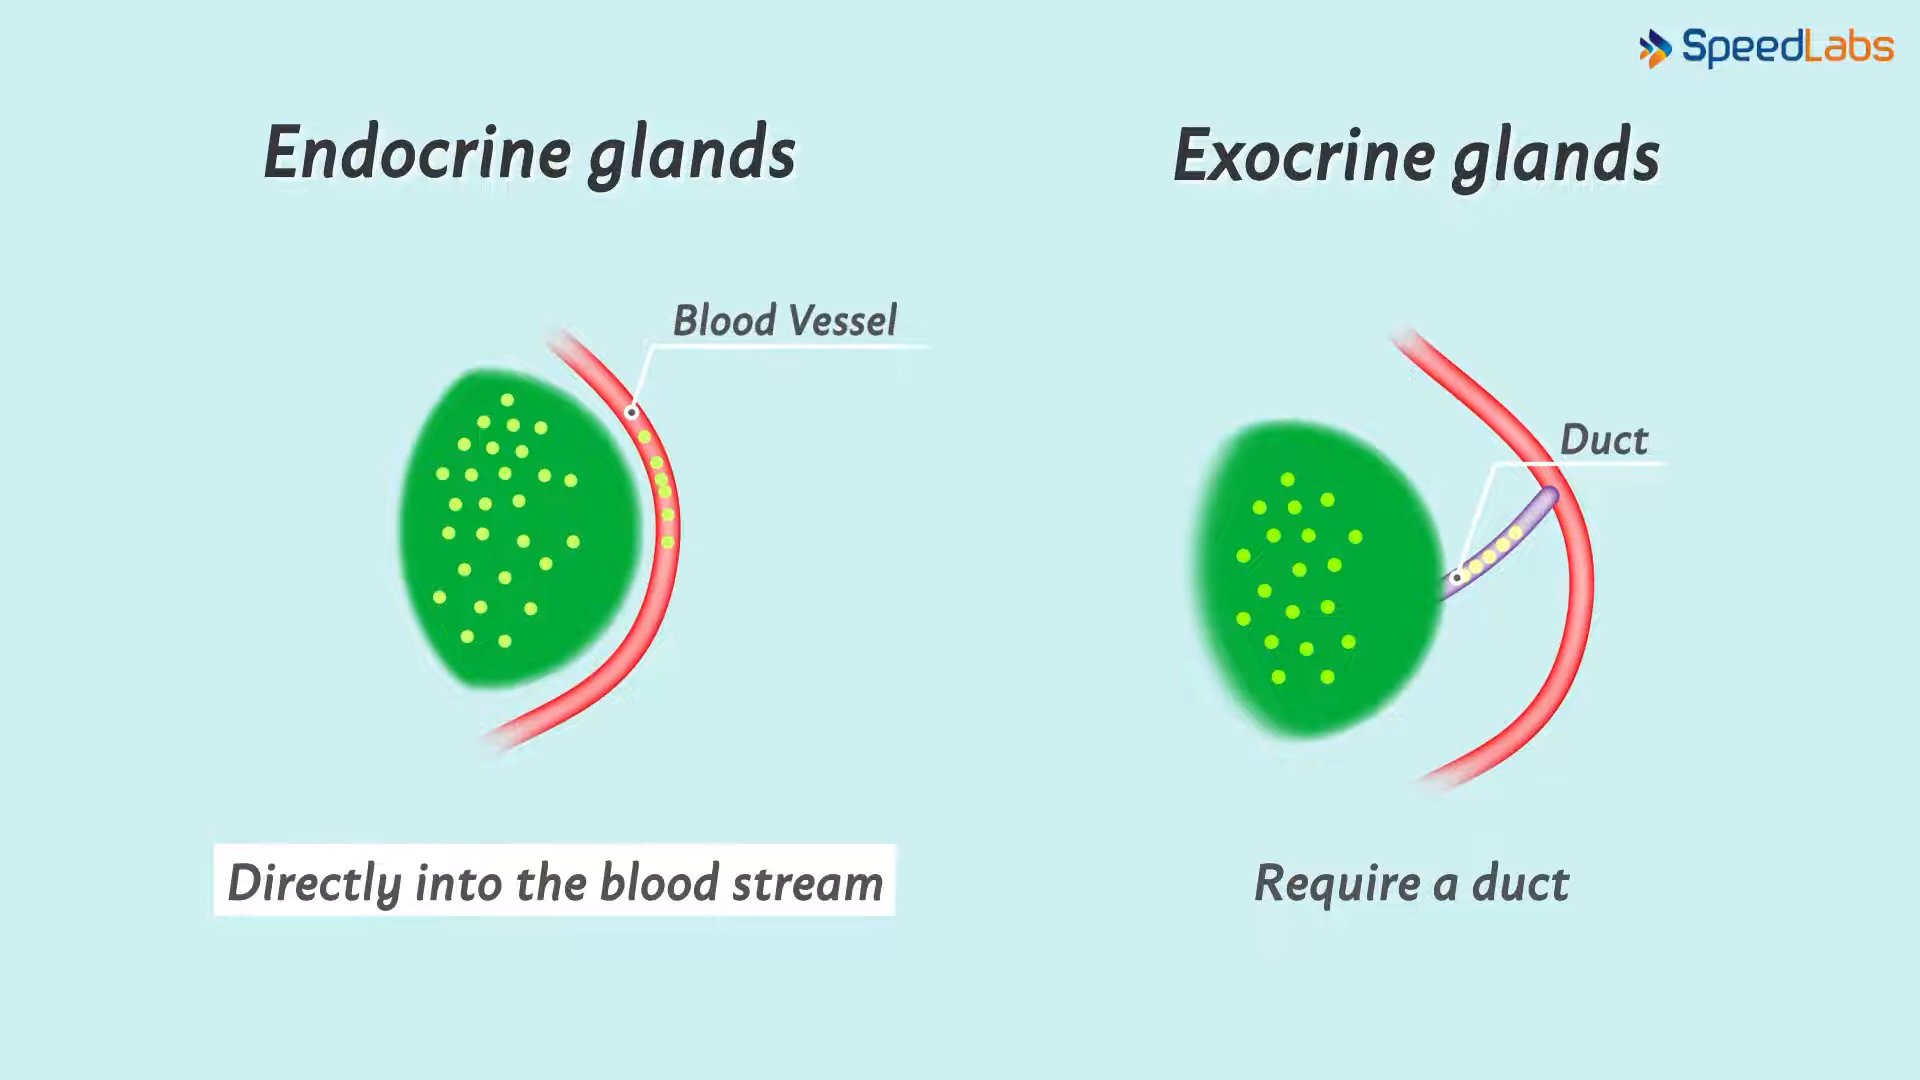 SpeedLabs
Endocrine glands
Exocrine glands
Blood Vessel
Duct
Directly into the blood stream
Require a duct